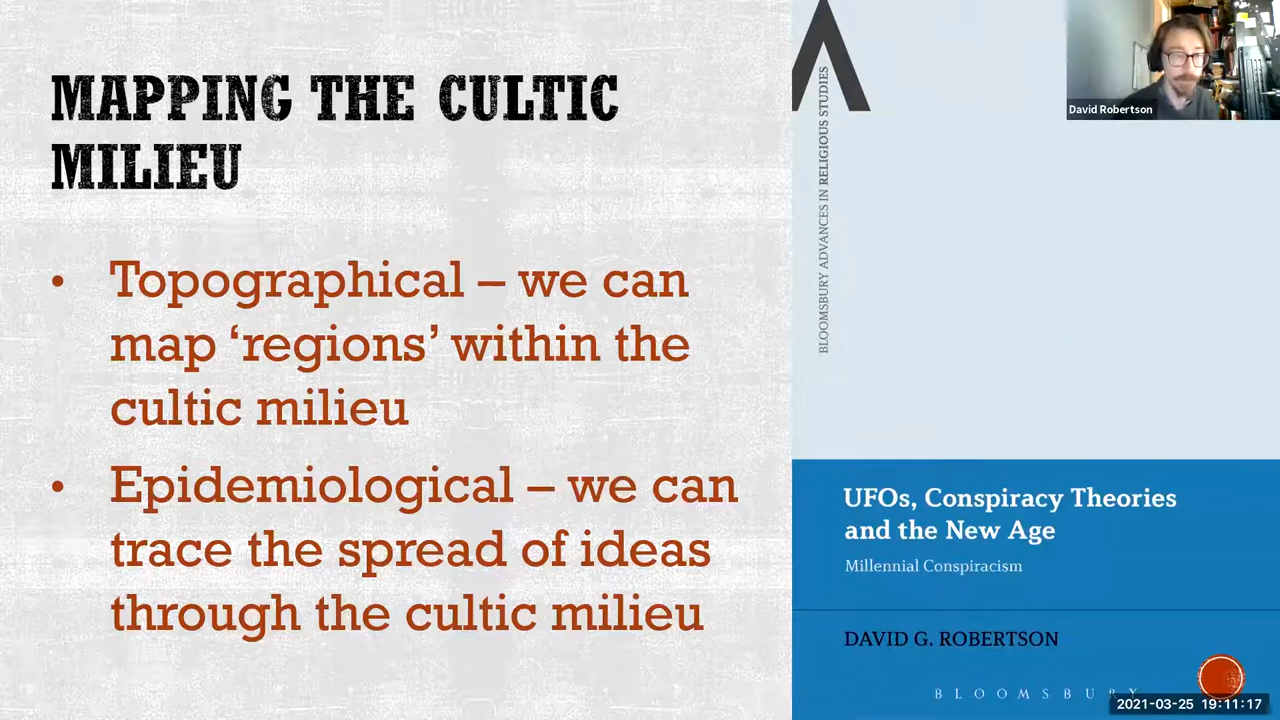 MAPPING THE CULTIC
MILIEU
• Topographical – we can
map ‘regions’ within the
cultic milieu
• Epidemiological – we can
trace the spread of ideas
through the cultic milieu
BLOOMSBURY ADVANCES IN RELIGIOUS STUDIES
David Robertson
UFOs, Conspiracy Theories
and the New Age
Millennial Conspiracism
DAVID G. ROBERTSON
BLOOMSBURY
2021-03-25 19:11:17